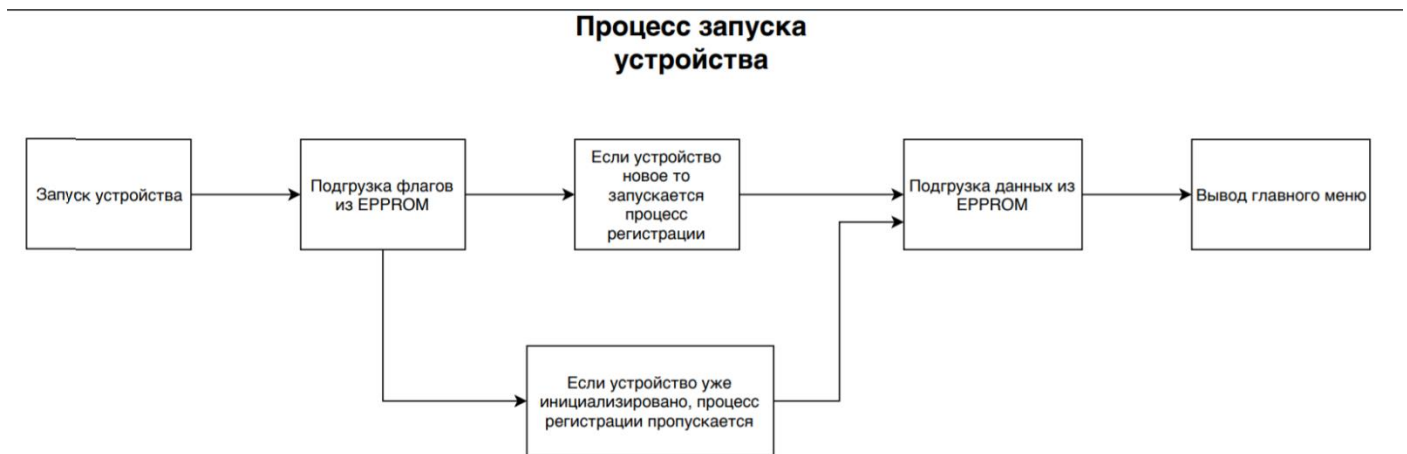 Процесс запуска
устройства
Запуск устройства
Подгрузка флагов
из EPPROM
Если устройство
новое то
запускается
процесс
регистрации
Подгрузка данных из
EPPROM
Вывод главного меню
Если устройство уже
инициализировано, процесс
регистрации пропускается